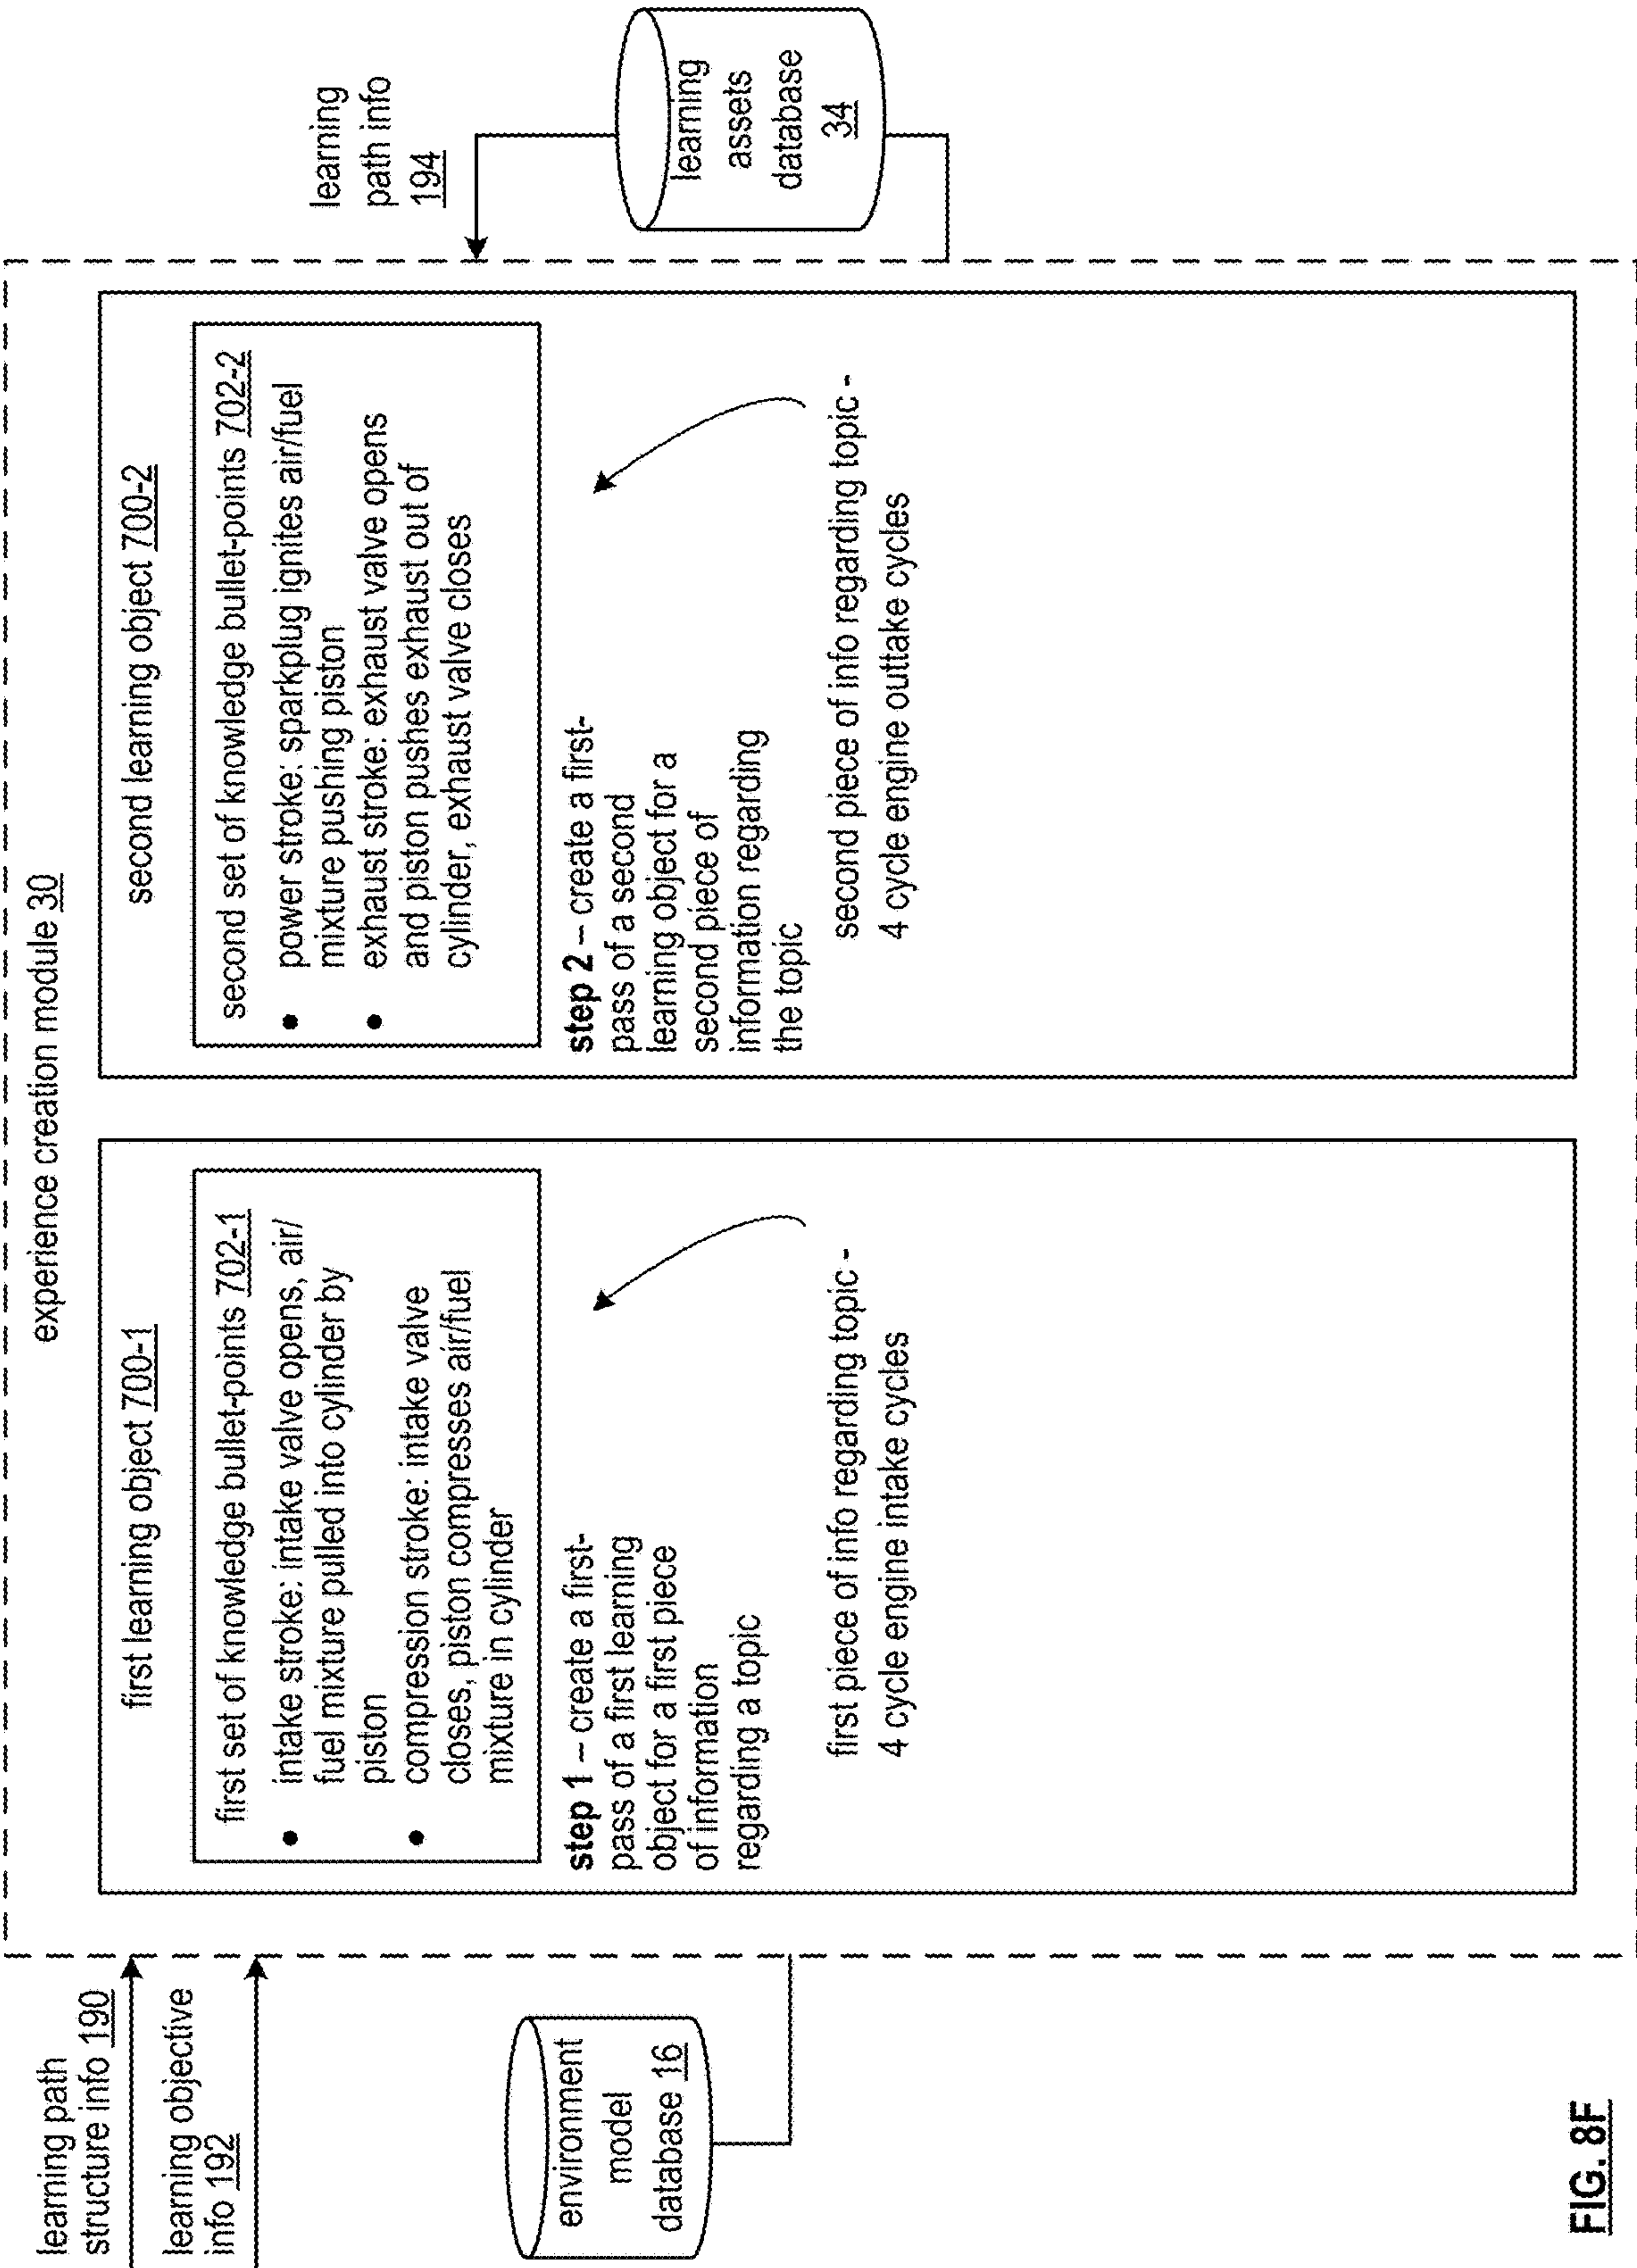 experience creation module 30
learning path
structure info 190
learning objective
info 192
environment
model
database 16
first learning object 700-1
first set of knowledge bullet-points 702-1
• intake stroke: intake valve opens, air/
fuel mixture pulled into cylinder by
piston
• compression stroke: intake valve
closes, piston compresses air/fuel
mixture in cylinder
step 1 – create a first-
pass of a first learning
object for a first piece
of information
regarding a topic
first piece of info regarding topic -
4 cycle engine intake cycles
second learning object 700-2
second set of knowledge bullet-points 702-2
• power stroke: sparkplug ignites air/fuel
mixture pushing piston
• exhaust stroke: exhaust valve opens
and piston pushes exhaust out of
cylinder, exhaust valve closes
step 2 – create a first-
pass of a second
learning object for a
second piece of
information regarding
the topic
second piece of info regarding topic -
4 cycle engine outtake cycles
learning
path info
194
learning
assets
database
34
FIG. 8F